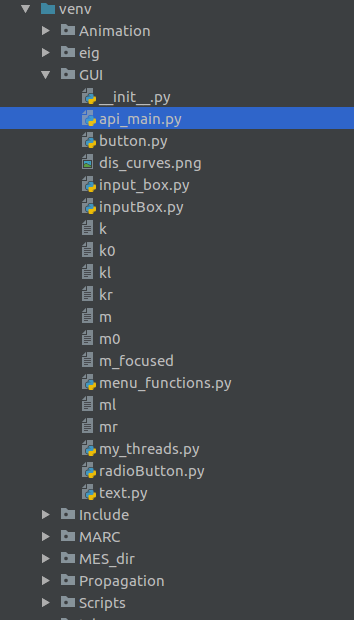 venv
Animation
eig
GUI
__init__.py
api_main.py
button.py
dis_curves.png
input_box.py
inputBox.py
k
k0
kl
kr
m
m0
m_focused
menu_functions.py
ml
mr
my_threads.py
radioButton.py
text.py
Include
MARC
MES_dir
Propagation
Scripts